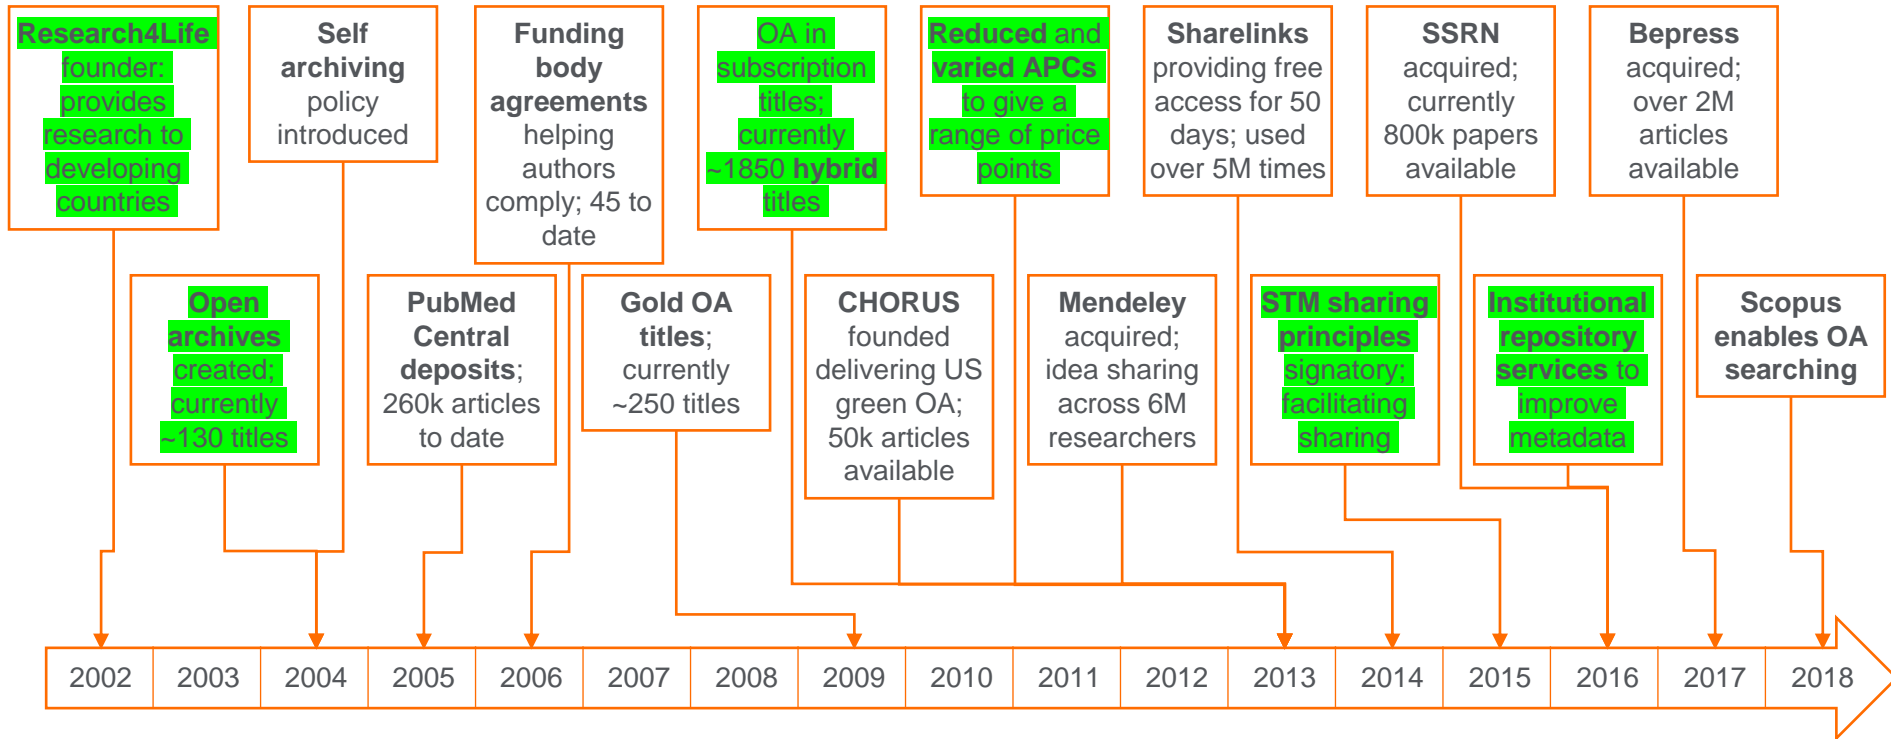 Research4Life
founder:
provides
research to
developing
countries
Self
archiving
policy
introduced
Funding
body
agreements
helping
authors
comply; 45 to
date
OA in
subscription
titles;
currently
~1850 hybrid
titles
Reduced and
varied APCs
to give a
range of price
points
Sharelinks
providing free
access for 50
days; used
over 5M times
SSRN
acquired;
currently
800k papers
available
Bepress
acquired;
over 2M
articles
available
Open
archives
created;
currently
~130 titles
PubMed
Central
deposits;
260k articles
to date
Gold OA
titles;
currently
~250 titles
CHORUS
founded
delivering US
green OA;
50k articles
available
Mendeley
acquired;
idea sharing
across 6M
researchers
STM sharing
principles
signatory;
facilitating
sharing
Institutional
repository
services to
improve
metadata
Scopus
enables OA
searching
2002 2003 2004 2005 2006 2007 2008 2009 2010 2011 2012 2013 2014 2015 2016 2017 2018